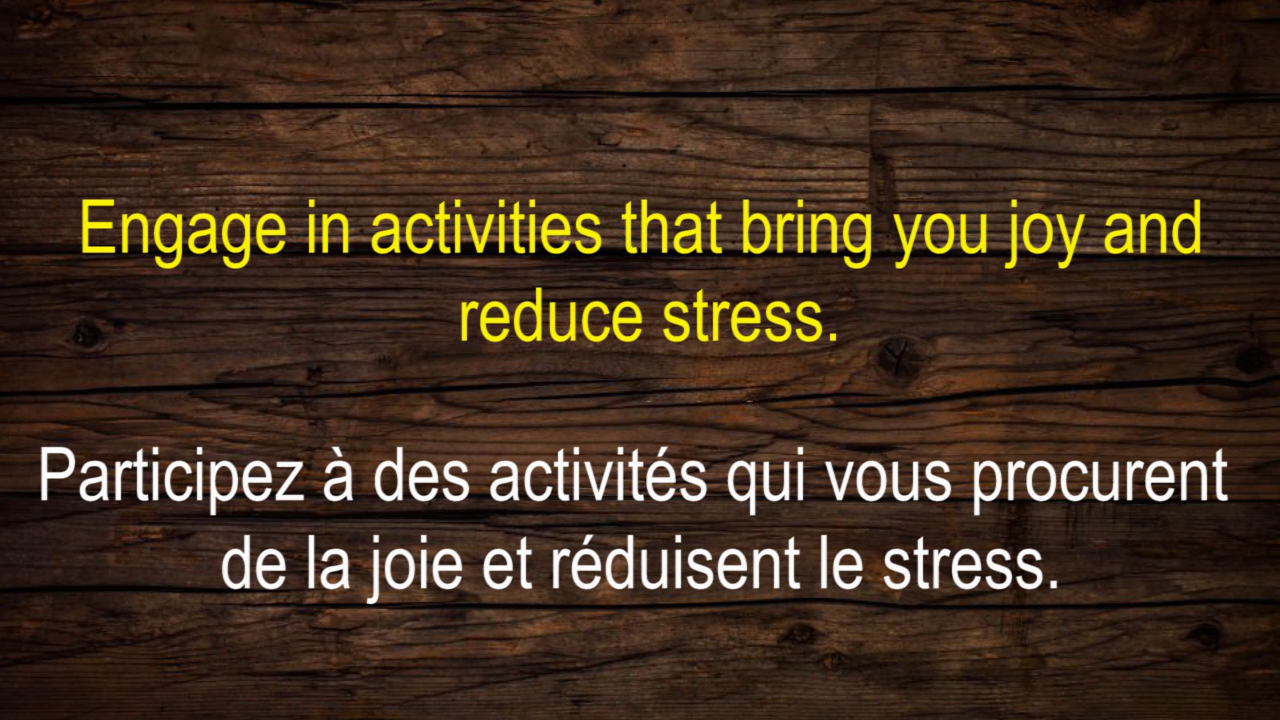 Engage in activities that bring you joy and
reduce stress.
Participez à des activités qui vous procurent
de la joie et réduisent le stress.